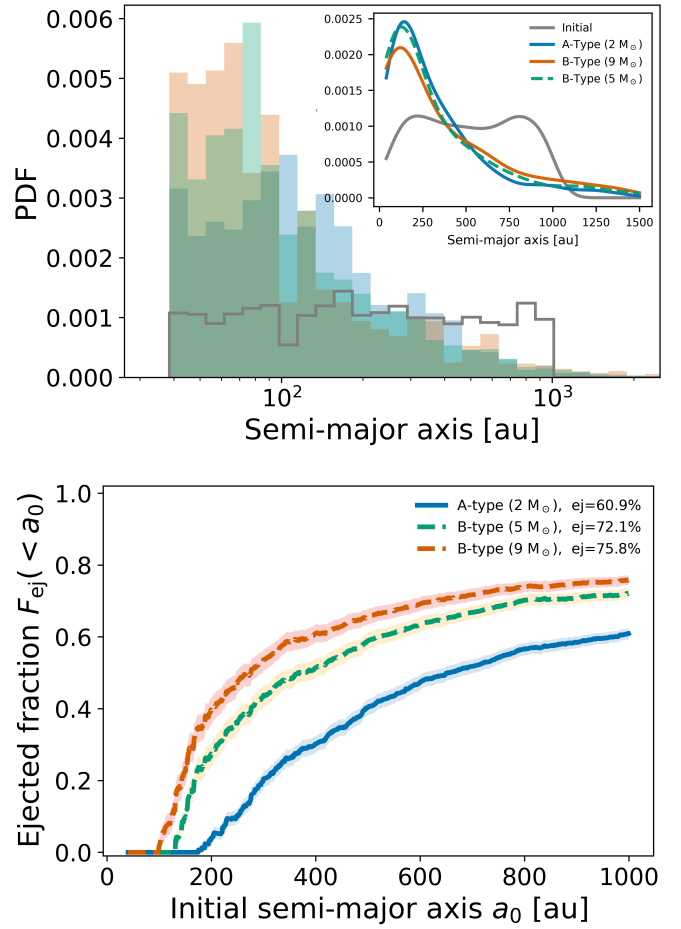 PDF
0.006
0.005
0.004
0.003
0.002
0.001
0.000
10²
10³
Semi-major axis [au]
0.0025
0.0020
0.0015
0.0010
0.0005
0.0000
0 250 500 750 1000 1250 1500
Semi-major axis [au]
Initial
A-Type (2 M⊙)
B-Type (9 M⊙)
B-Type (5 M⊙)
Ejected fraction F_ej(< a₀)
1.0
0.8
0.6
0.4
0.2
0.0
A-type (2 M⊙), ej=60.9%
B-type (5 M⊙), ej=72.1%
B-type (9 M⊙), ej=75.8%
0 200 400 600 800 1000
Initial semi-major axis a₀ [au]